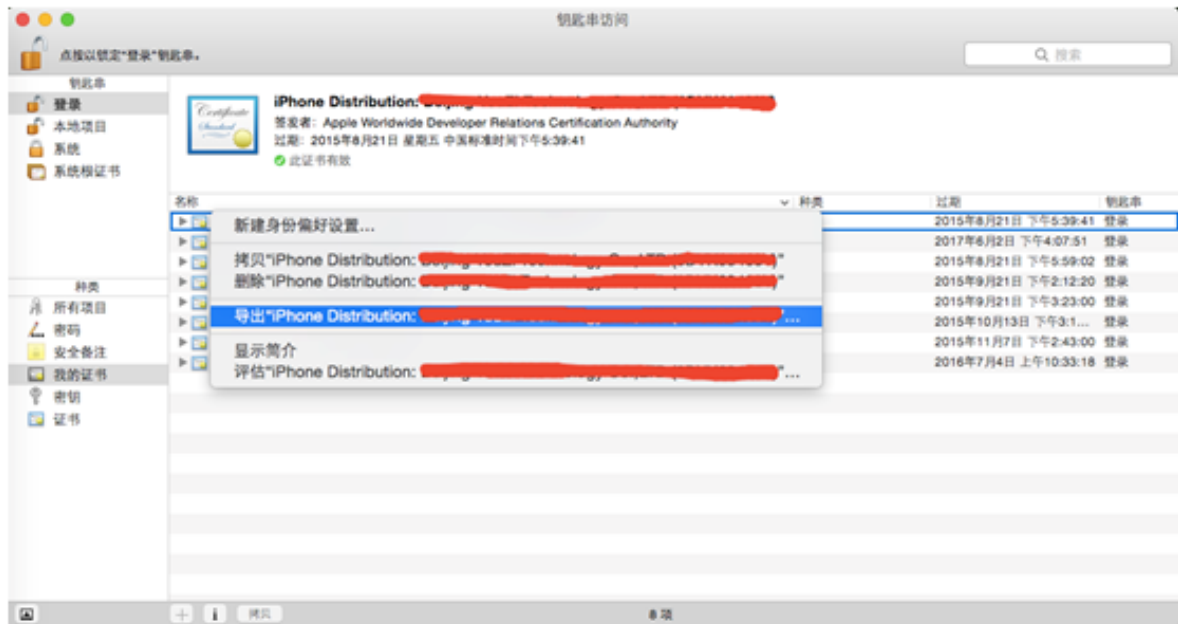 钥匙串访问
点按以锁定“登录”钥匙串。
搜索
钥匙串
登录
本地项目
系统
系统根证书
iPhone Distribution: Beijing
签发者：Apple Worldwide Developer Relations Certification Authority
过期：2015年8月21日 星期五 中国标准时间下午5:39:41
此证书有效
名称 种类 过期 钥匙串
2015年8月21日 下午5:39:41 登录
2017年6月2日 下午4:07:51 登录
2015年8月21日 下午5:59:02 登录
2015年9月21日 下午2:12:20 登录
2015年9月21日 下午3:23:00 登录
2015年10月13日 下午3:1... 登录
2015年11月7日 下午2:43:00 登录
2016年7月4日 上午10:33:18 登录
新建身份偏好设置...
拷贝“iPhone Distribution:
删除“iPhone Distribution:
导出“iPhone Distribution: ”...
显示简介
评估“iPhone Distribution: ”...
种类
所有项目
密码
安全备注
我的证书
密钥
证书
拷贝
8 项